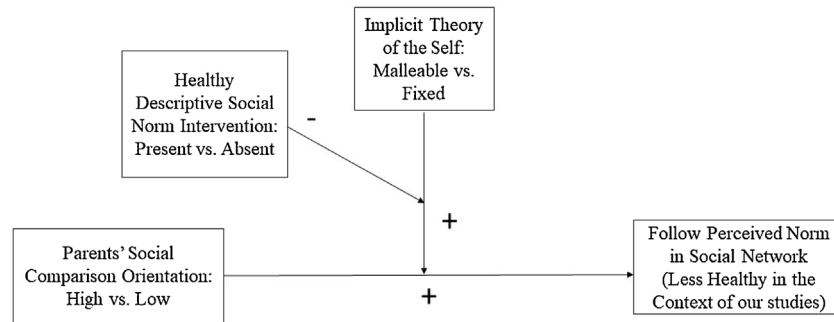 Implicit Theory
of the Self:
Malleable vs.
Fixed
Healthy
Descriptive Social
Norm Intervention:
Present vs. Absent
-
+
Parents' Social
Comparison Orientation:
High vs. Low
+
Follow Perceived Norm
in Social Network
(Less Healthy in the
Context of our studies)